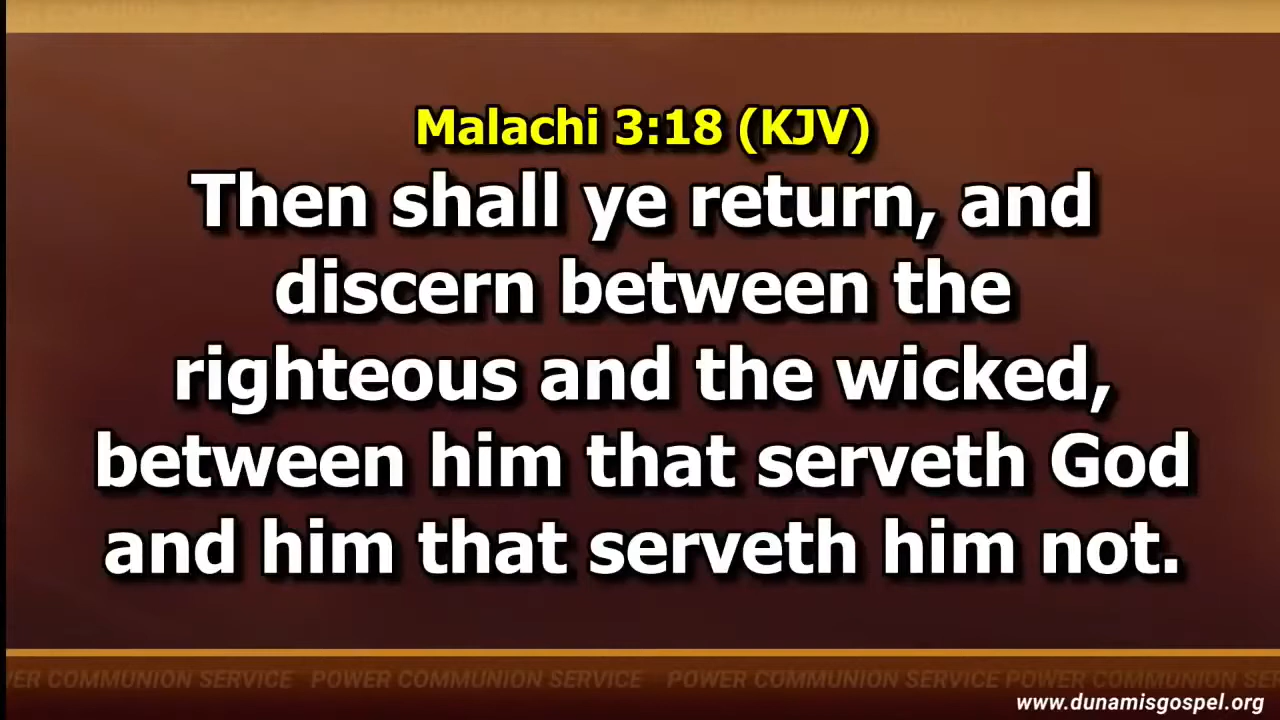 Malachi 3:18 (KJV)
Then shall ye return, and
discern between the
righteous and the wicked,
between him that serveth God
and him that serveth him not.
ER COMMUNION SERVICE POWER COMMUNION SERVICE POWER COMMUNION SERVICE POWER COMMUNION SER
www.dunamisgospel.org